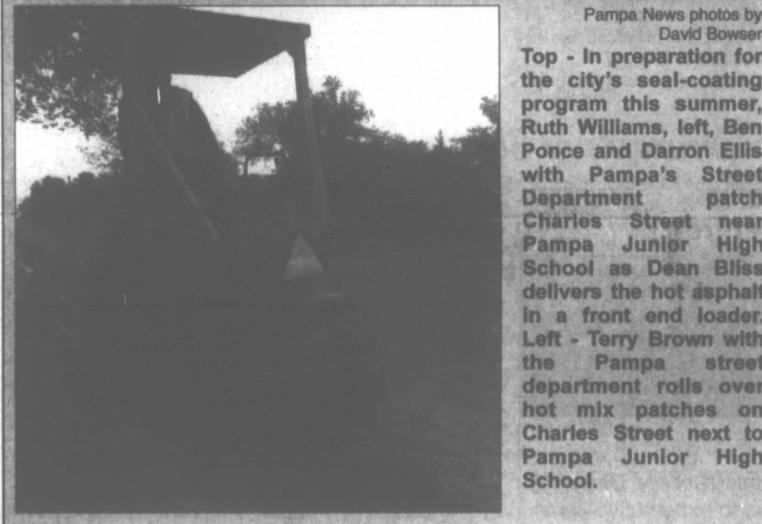 Pampa News photos by
David Bowser
Top - In preparation for
the city's seal-coating
program this summer,
Ruth Williams, left, Ben
Ponce and Darron Ellis
with Pampa's Street
Department patch
Charles Street near
Pampa Junior High
School as Dean Bliss
delivers the hot asphalt
in a front end loader.
Left - Terry Brown with
the Pampa street
department rolls over
hot mix patches on
Charles Street next to
Pampa Junior High
School.